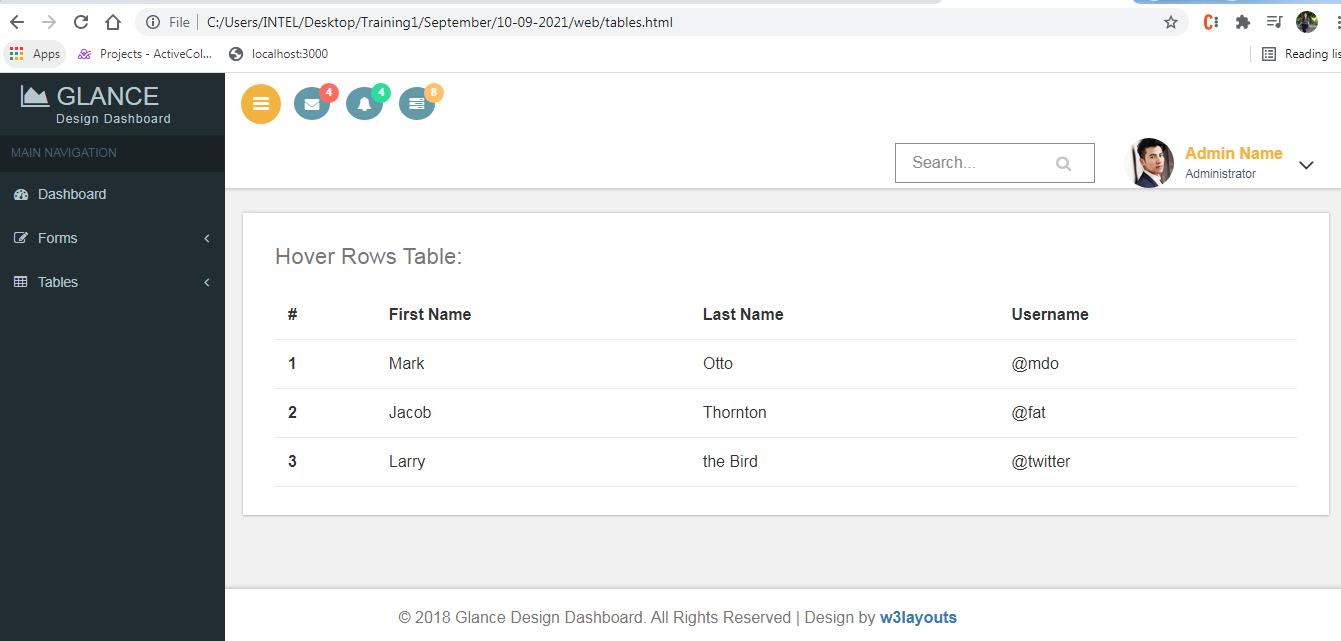 File | C:/Users/INTEL/Desktop/Training1/September/10-09-2021/web/tables.html
Apps Projects - ActiveCol... localhost:3000 Reading lis
GLANCE
Design Dashboard
4 4 8
MAIN NAVIGATION
Search...
Admin Name
Administrator
Dashboard
Forms
Tables
Hover Rows Table:
# First Name Last Name Username
1 Mark Otto @mdo
2 Jacob Thornton @fat
3 Larry the Bird @twitter
© 2018 Glance Design Dashboard. All Rights Reserved | Design by w3layouts